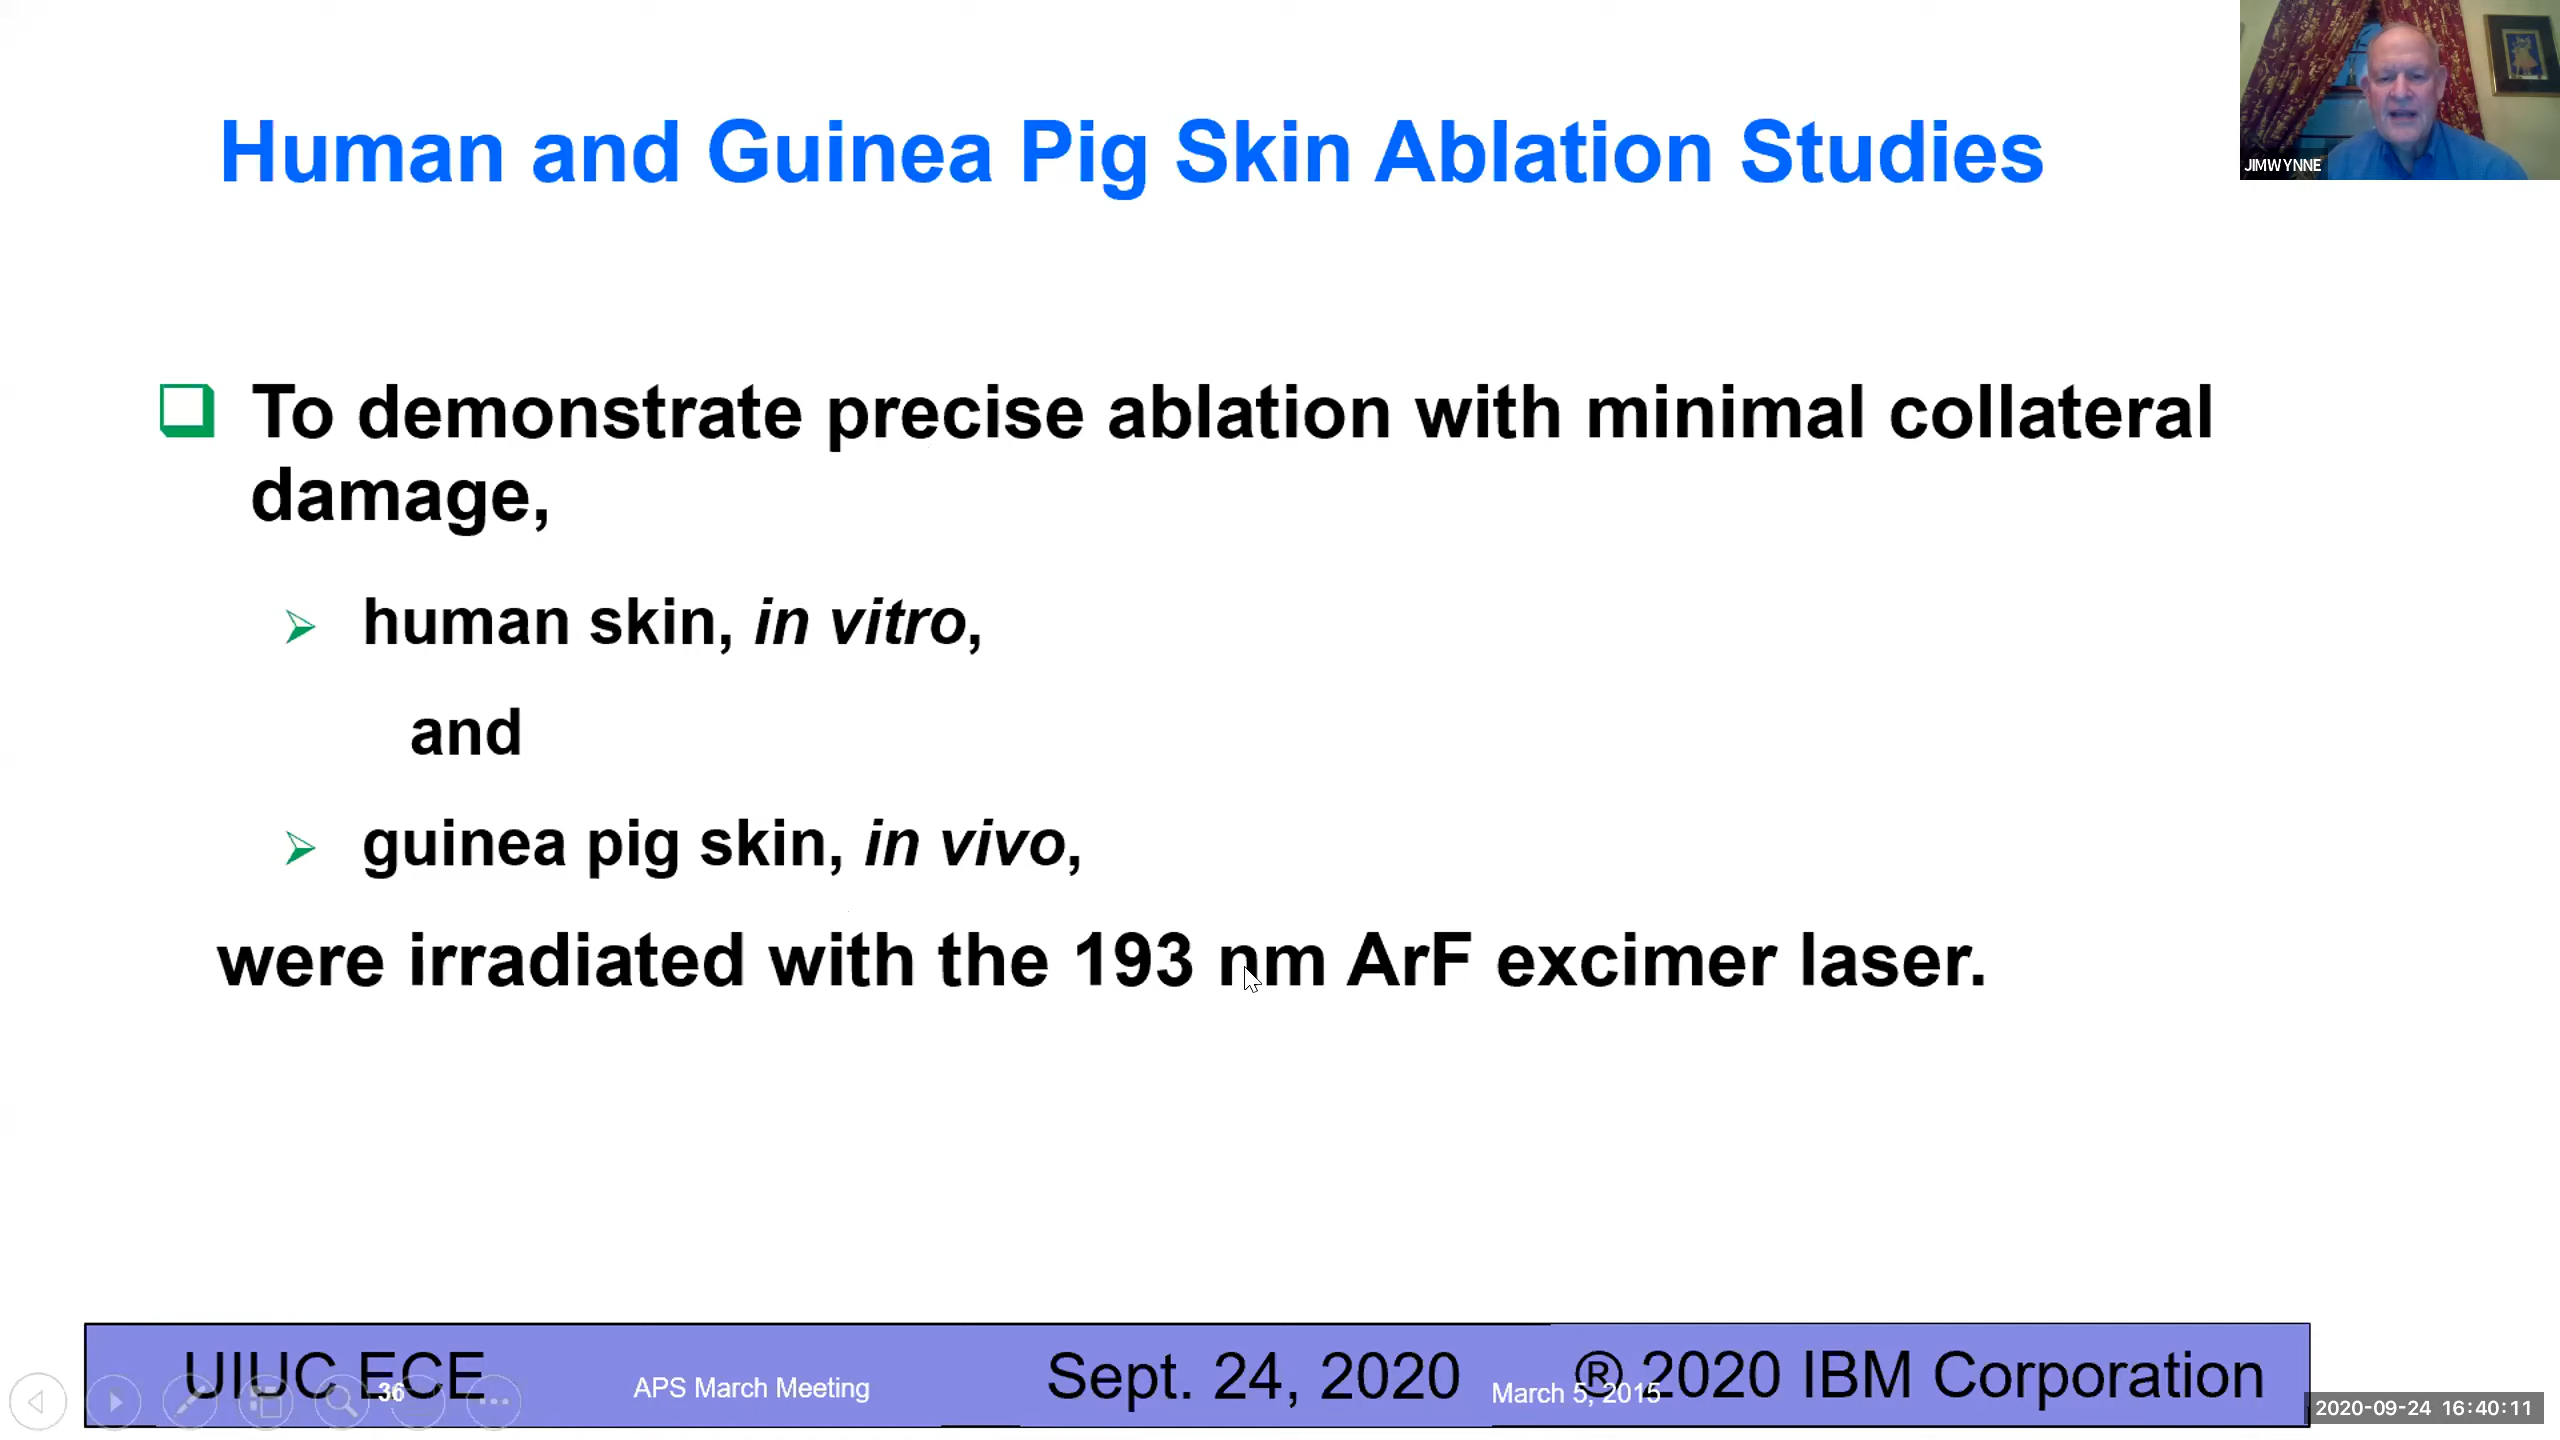 Human and Guinea Pig Skin Ablation Studies
JIMWYNNE
To demonstrate precise ablation with minimal collateral
damage,
human skin, in vitro,
and
guinea pig skin, in vivo,
were irradiated with the 193 nm ArF excimer laser.
UIUC ECE
36
APS March Meeting
Sept. 24, 2020
March 5, 2015
® 2020 IBM Corporation
2020-09-24 16:40:11